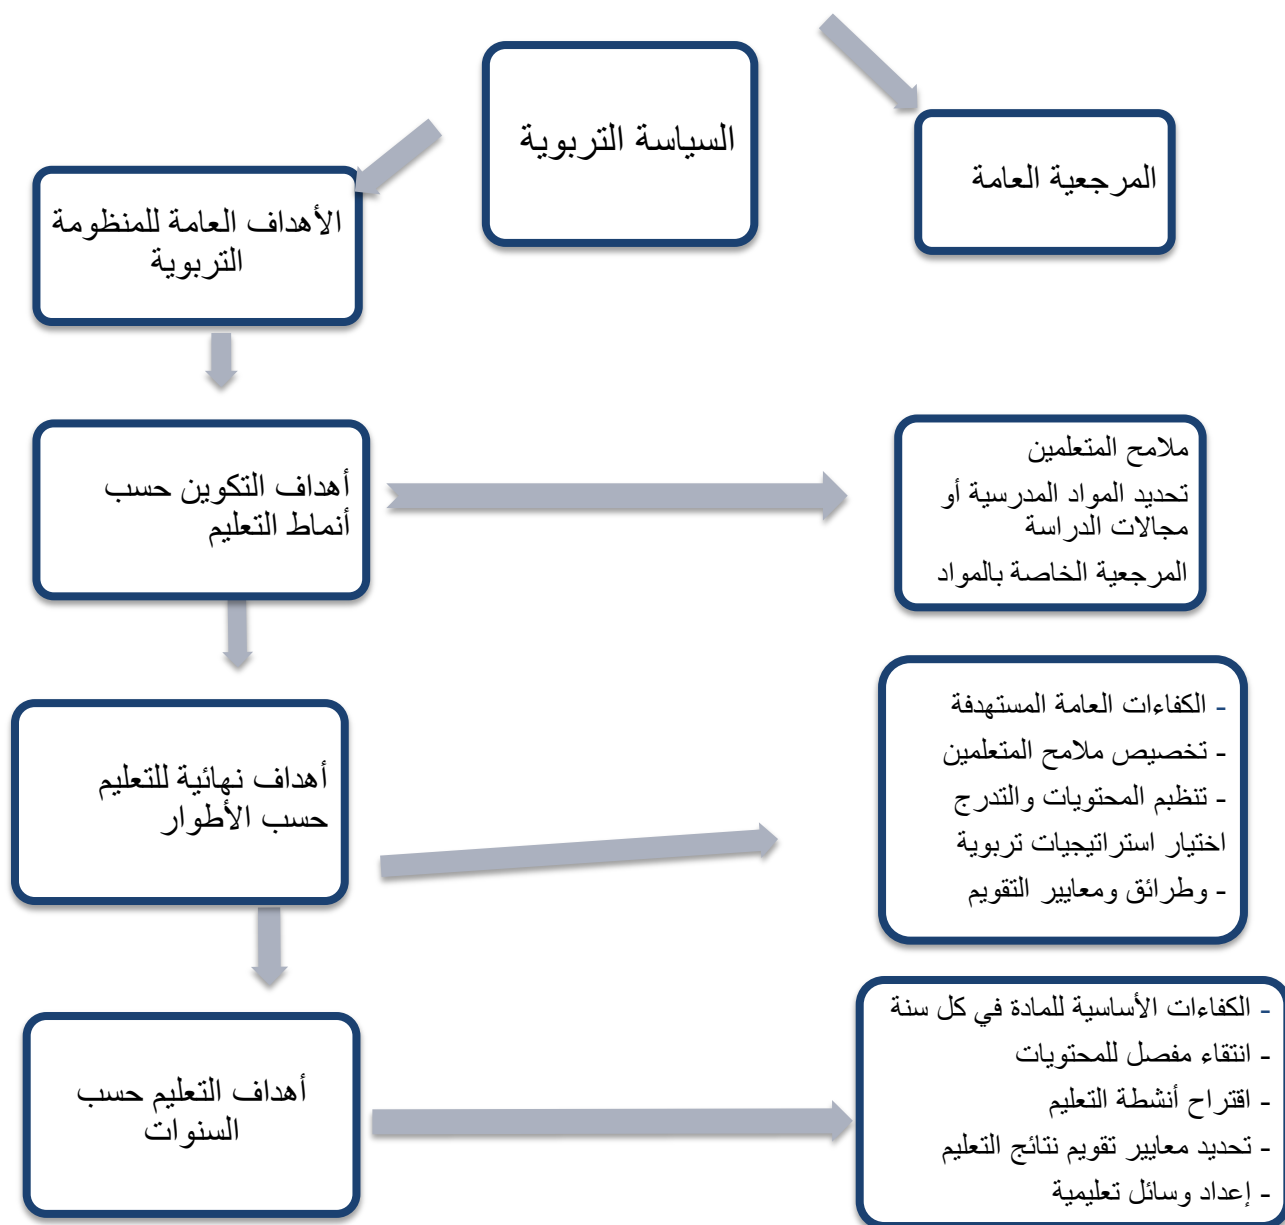 السياسة التربوية
المرجعية العامة
الأهداف العامة للمنظومة
التربوية
أهداف التكوين حسب
أنماط التعليم
ملامح المتعلمين
تحديد المواد المدرسية أو
مجالات الدراسة
المرجعية الخاصة بالمواد
أهداف نهائية للتعليم
حسب الأطوار
- الكفاءات العامة المستهدفة
- تخصيص ملامح المتعلمين
- تنظبم المحتويات والتدرج
اختيار استراتيجيات تربوية
- وطرائق ومعايير التقويم
أهداف التعليم حسب
السنوات
- الكفاءات الأساسية للمادة في كل سنة
- انتقاء مفصل للمحتويات
- اقتراح أنشطة التعليم
- تحديد معايير تقويم نتائج التعليم
- إعداد وسائل تعليمية